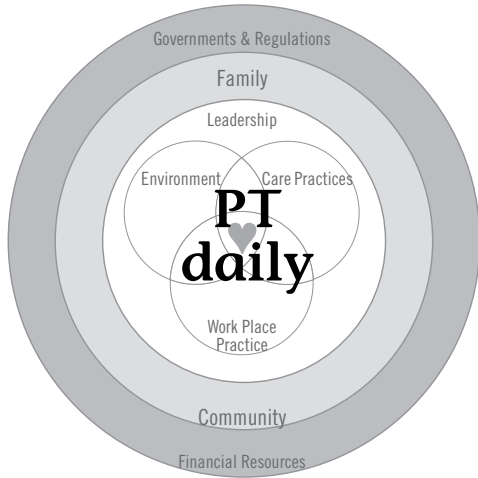 Governments & Regulations
Family
Leadership
Environment
Care Practices
PT
daily
Work Place
Practice
Community
Financial Resources